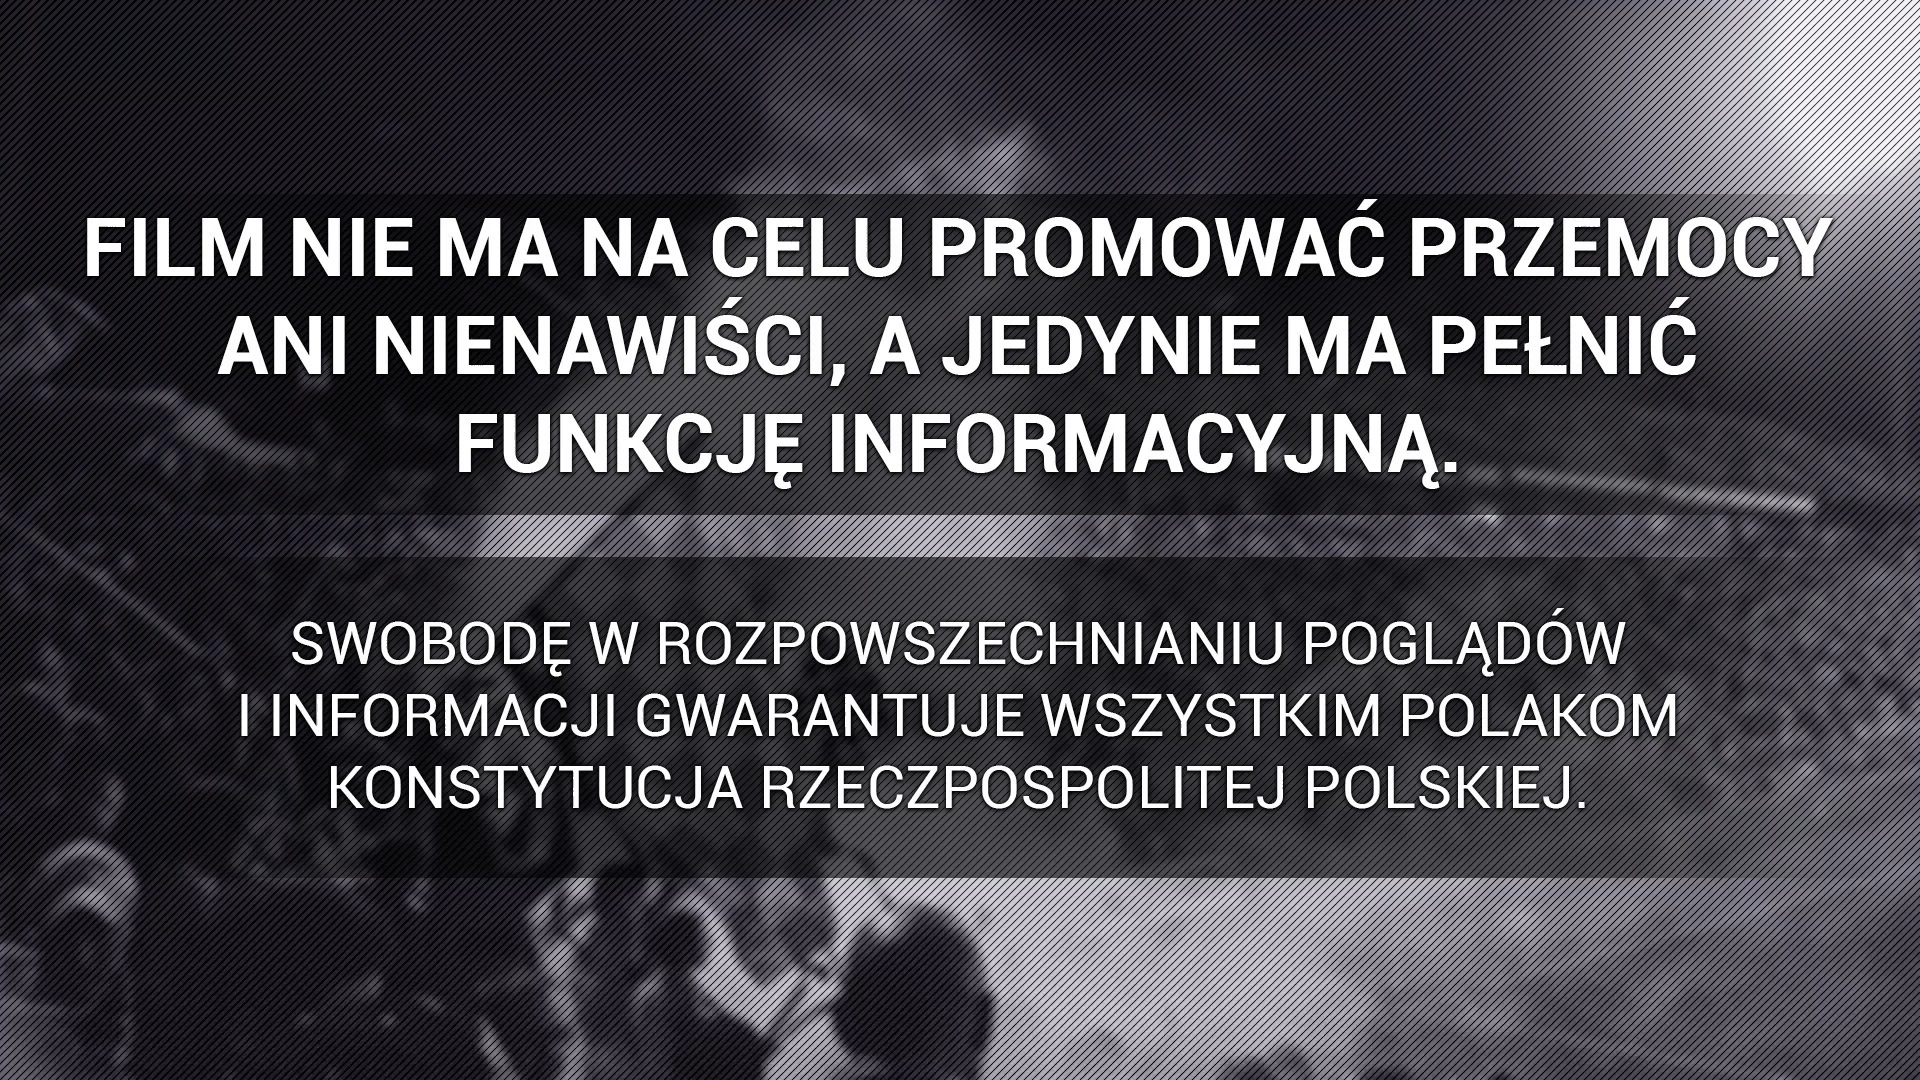 FILM NIE MA NA CELU PROMOWAĆ PRZEMOCY
ANI NIENAWIŚCI, A JEDYNIE MA PEŁNIĆ
FUNKCJĘ INFORMACYJNĄ.
SWOBODĘ W ROZPOWSZECHNIANIU POGLĄDÓW
I INFORMACJI GWARANTUJE WSZYSTKIM POLAKOM
KONSTYTUCJA RZECZPOSPOLITEJ POLSKIEJ.